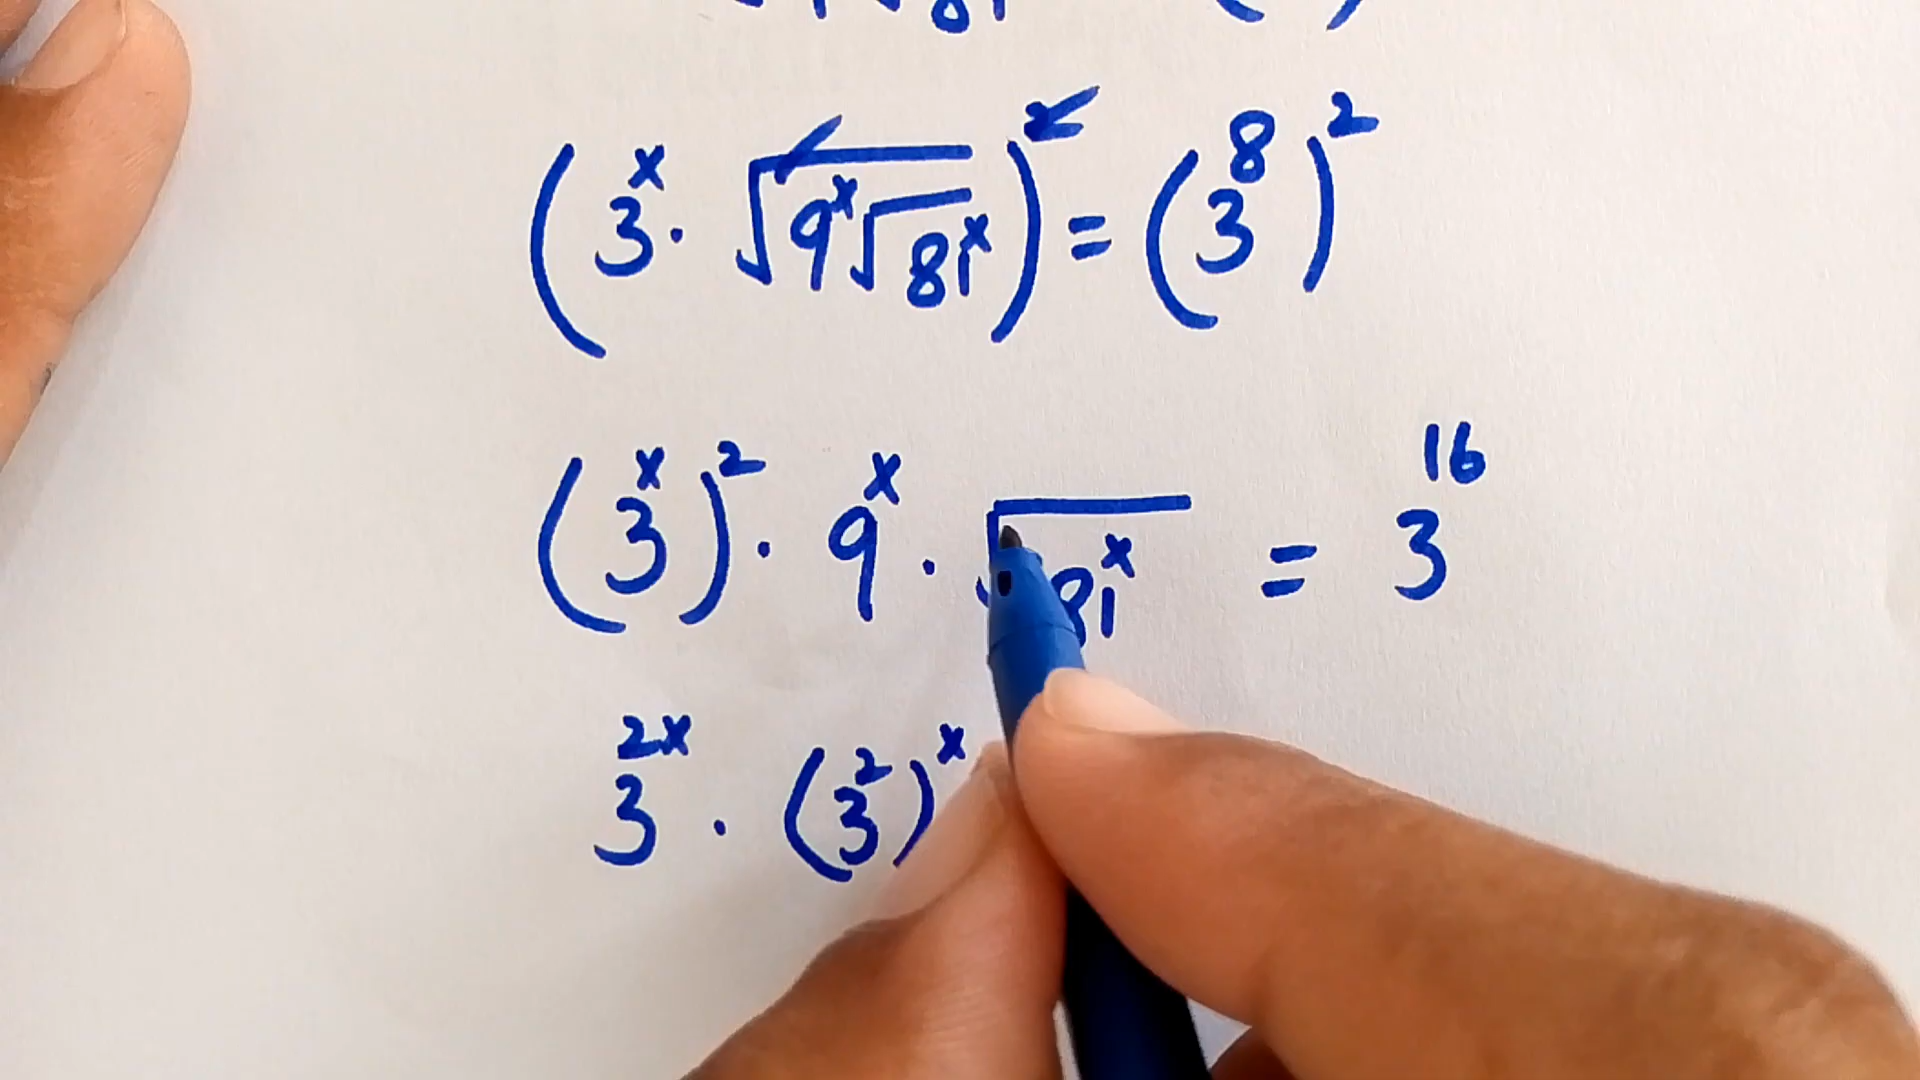 (3^x · √(9^x √(81^x)))^2 = (3^8)^2
(3^x)^2 · 9^x · √(81^x) = 3^16
3^2x · (3^2)^x